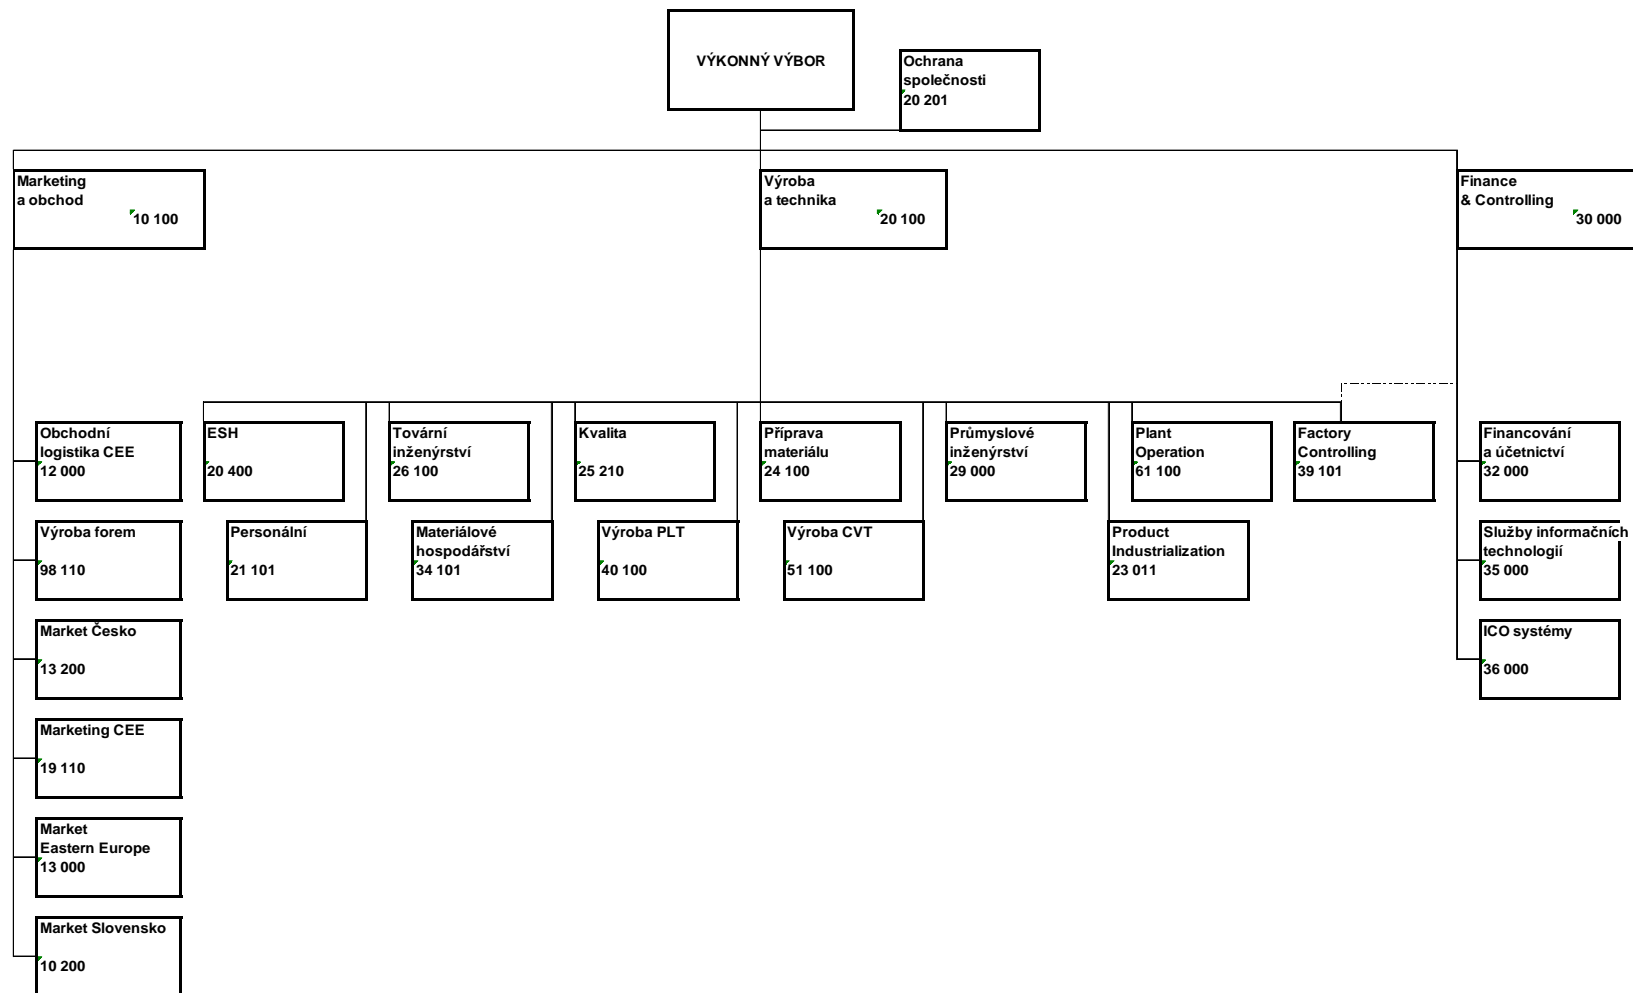 VÝKONNÝ VÝBOR
Ochrana
společnosti
20 201
Marketing
a obchod
10 100
Výroba
a technika
20 100
Finance
& Controlling
30 000
Obchodní
logistika CEE
12 000
ESH
20 400
Tovární
inženýrství
26 100
Kvalita
25 210
Příprava
materiálu
24 100
Průmyslové
inženýrství
29 000
Plant
Operation
61 100
Factory
Controlling
39 101
Financování
a účetnictví
32 000
Výroba forem
98 110
Personální
21 101
Materiálové
hospodářství
34 101
Výroba PLT
40 100
Výroba CVT
51 100
Product
Industrialization
23 011
Služby informačních
technologií
35 000
Market Česko
13 200
ICO systémy
36 000
Marketing CEE
19 110
Market
Eastern Europe
13 000
Market Slovensko
10 200